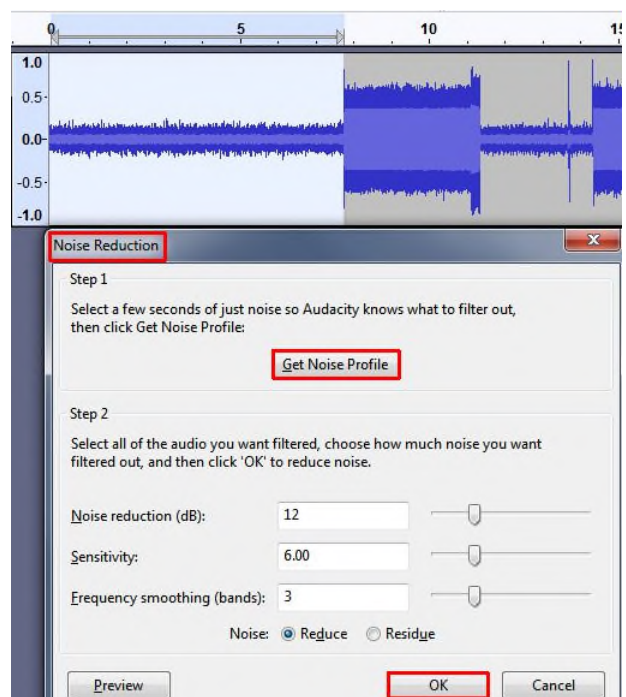 0 5 10 15
1.0
0.5
0.0
-0.5
-1.0
Noise Reduction
x
Step 1
Select a few seconds of just noise so Audacity knows what to filter out,
then click Get Noise Profile:
Get Noise Profile
Step 2
Select all of the audio you want filtered, choose how much noise you want
filtered out, and then click 'OK' to reduce noise.
Noise reduction (dB): 12
Sensitivity: 6.00
Frequency smoothing (bands): 3
Noise: Reduce Residue
Preview OK Cancel